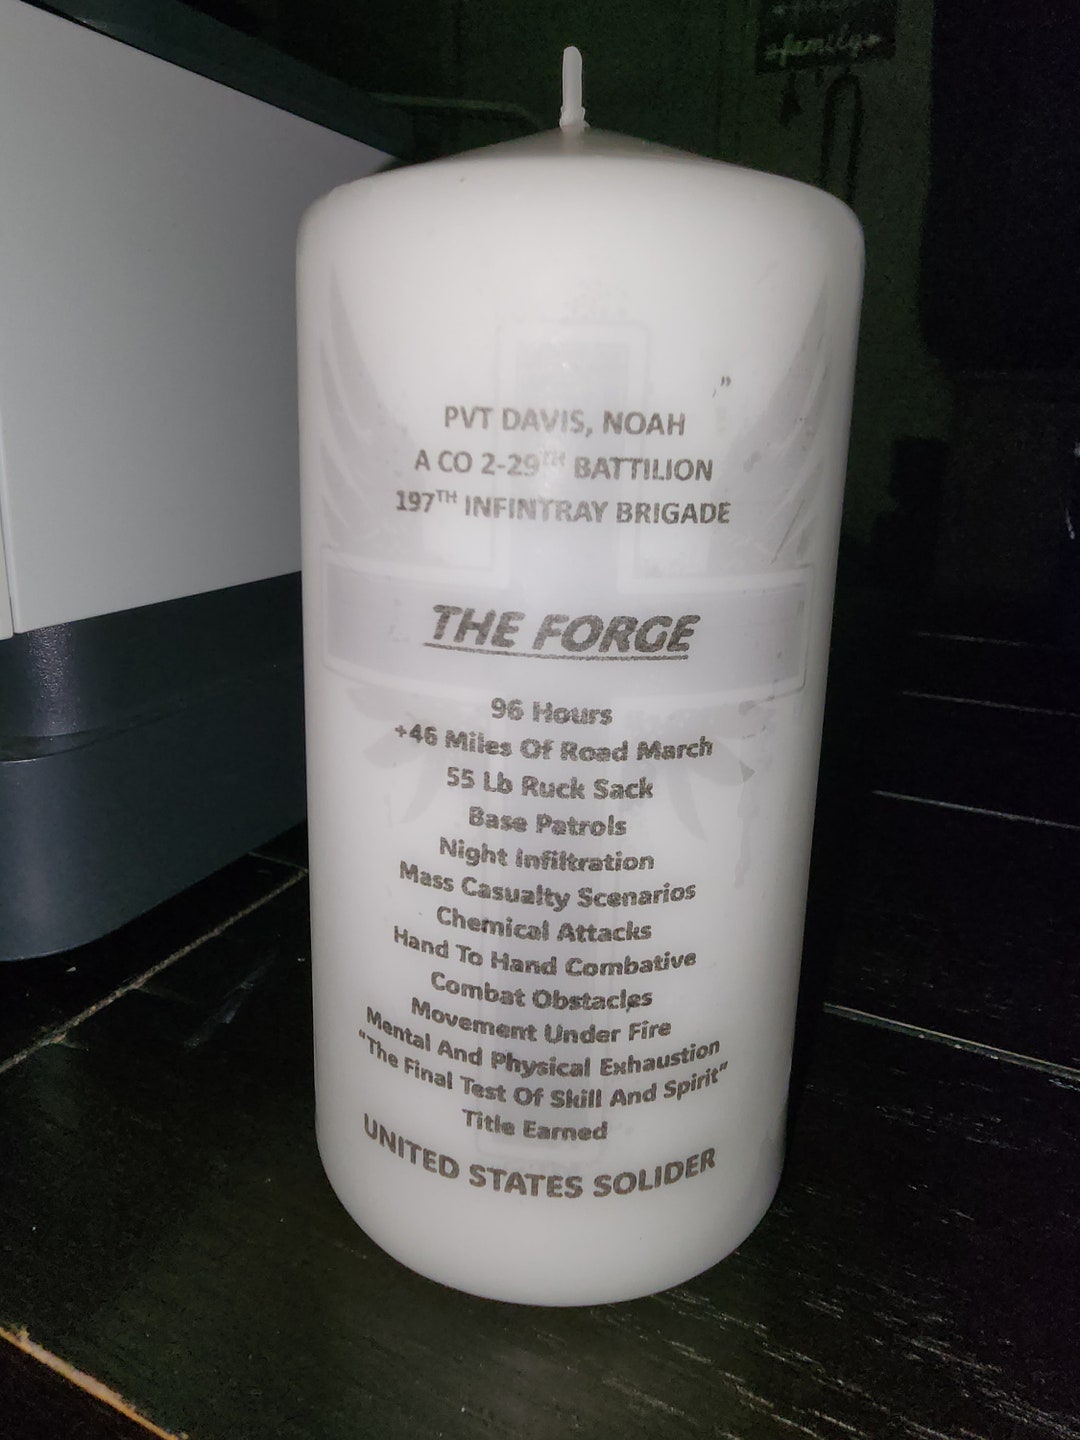 family
”
PVT DAVIS, NOAH
A CO 2-29TH BATTILION
197TH INFINTRAY BRIGADE
THE FORGE
96 Hours
+46 Miles Of Road March
55 Lb Ruck Sack
Base Patrols
Night Infiltration
Mass Casualty Scenarios
Chemical Attacks
Hand To Hand Combative
Combat Obstacles
Movement Under Fire
Mental And Physical Exhaustion
“The Final Test Of Skill And Spirit”
Title Earned
UNITED STATES SOLIDER